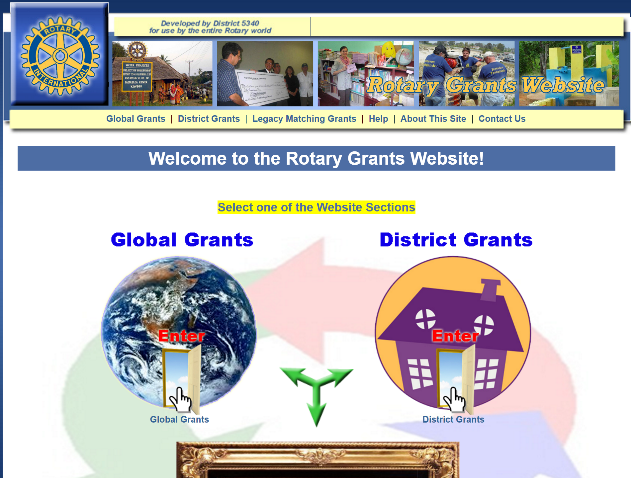 Developed by District 5340
for use by the entire Rotary world
ROTARY
INTERNATIONAL
Rotary Grants Website
Global Grants | District Grants | Legacy Matching Grants | Help | About This Site | Contact Us
Welcome to the Rotary Grants Website!
Select one of the Website Sections
Global Grants
District Grants
Enter
Enter
Global Grants
District Grants